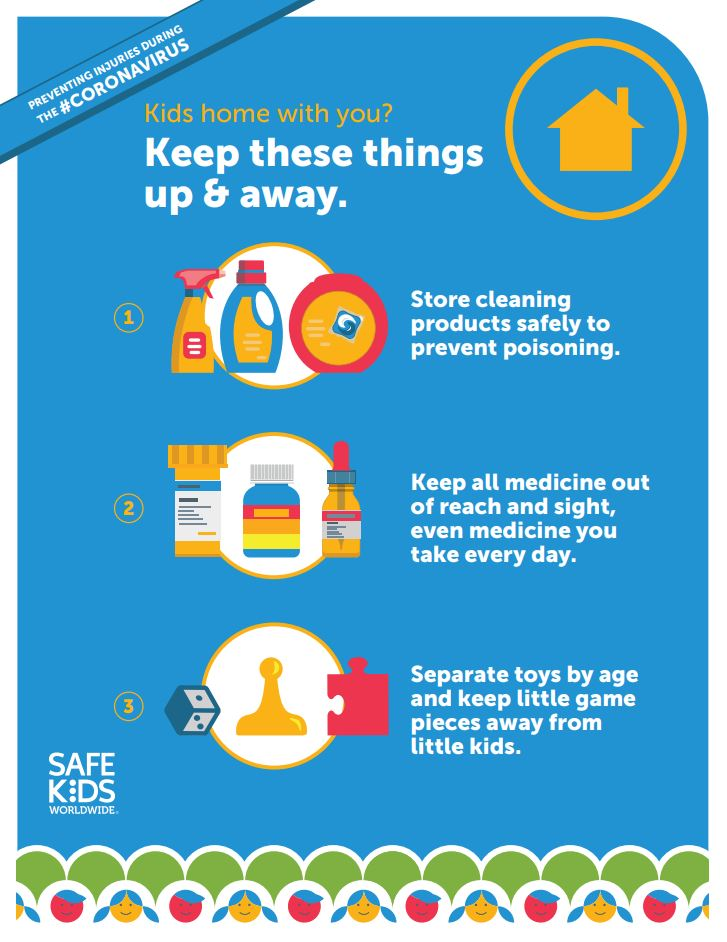 PREVENTING INJURIES DURING
THE #CORONAVIRUS
Kids home with you?
Keep these things
up & away.
1
Store cleaning
products safely to
prevent poisoning.
2
Keep all medicine out
of reach and sight,
even medicine you
take every day.
3
Separate toys by age
and keep little game
pieces away from
little kids.
SAFE
KIDS
WORLDWIDE